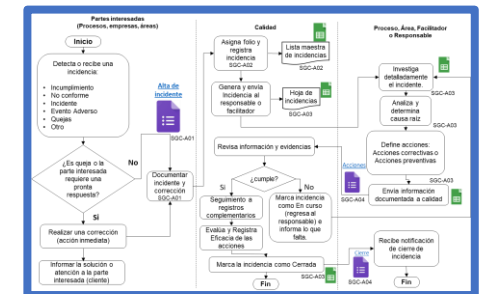 Partes interesadas
(Procesos, empresas, áreas)
Inicio
Detecta o recibe una
incidencia:
• Incumplimiento
• No conforme
• Incidente
• Evento Adverso
• Quejas
• Otro
Alta de
incidente
SGC-A01
¿Es queja o la parte
interesada
requiere una
pronta
respuesta?
No
Si
Documentar
incidente y
corrección
SGC-A01
Realizar una corrección
(acción inmediata)
Informar la solución o
atención a la parte
interesada (cliente)
Calidad
Asigna folio y
registra
incidencia
SGC-A02
Lista maestra
de incidencias
SGC-A02
Genera y envía
Incidencia al
responsable o
facilitador
Hoja de
incidencias
SGC-A03
Revisa información y evidencias
¿cumple?
Si
No
Seguimiento a
registros
complementarios
Marca incidencia
como En curso
(regresa al
responsable) e
informa lo que
falta.
Evalúa y Registra
Eficacia de las
acciones
Marca la incidencia como Cerrada
SGC-A03
Fin
Proceso, Área, Facilitador
o Responsable
Investiga
detalladamente
el incidente.
SGC-A03
Analiza y
determina
causa raíz
SGC-A03
Define acciones:
Acciones correctivas o
Acciones preventivas
SGC-A03
Acciones
SGC-A04
Envía información
documentada a calidad
Cierre
SGC-A04
Recibe notificación
de cierre de
incidencia
Fin